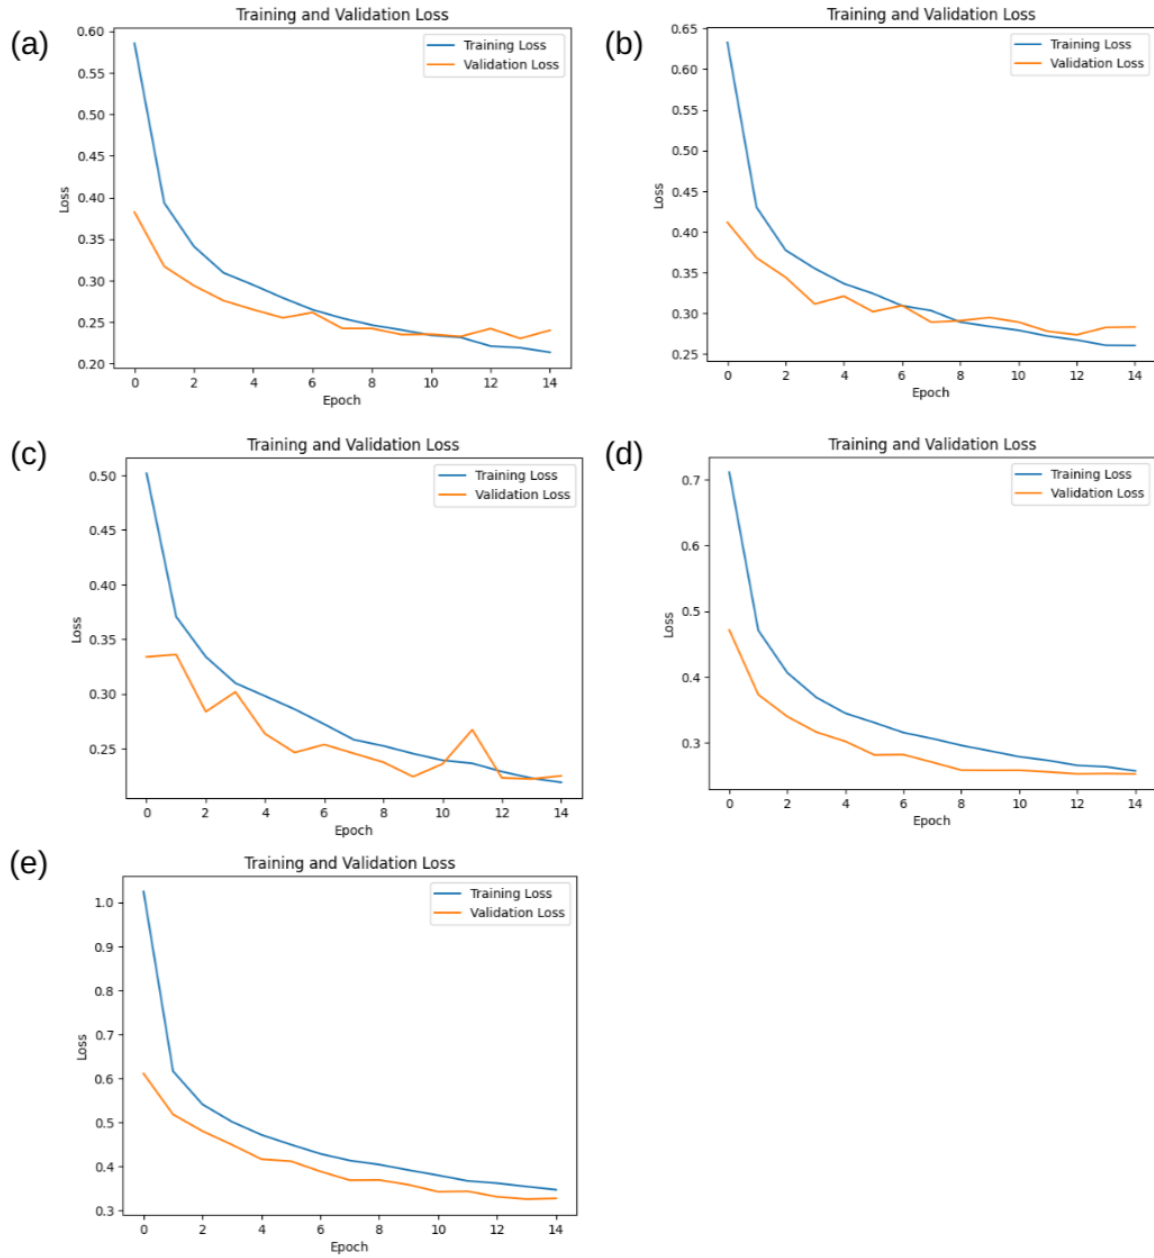 (a)
Training and Validation Loss
Training Loss
Validation Loss
0.60
0.55
0.50
0.45
0.40
0.35
0.30
0.25
0.20
Loss
0 2 4 6 8 10 12 14
Epoch
(b)
Training and Validation Loss
Training Loss
Validation Loss
0.65
0.60
0.55
0.50
0.45
0.40
0.35
0.30
0.25
Loss
0 2 4 6 8 10 12 14
Epoch
(c)
Training and Validation Loss
Training Loss
Validation Loss
0.50
0.45
0.40
0.35
0.30
0.25
Loss
0 2 4 6 8 10 12 14
Epoch
(d)
Training and Validation Loss
Training Loss
Validation Loss
0.7
0.6
0.5
0.4
0.3
Loss
0 2 4 6 8 10 12 14
Epoch
(e)
Training and Validation Loss
Training Loss
Validation Loss
1.0
0.9
0.8
0.7
0.6
0.5
0.4
0.3
Loss
0 2 4 6 8 10 12 14
Epoch